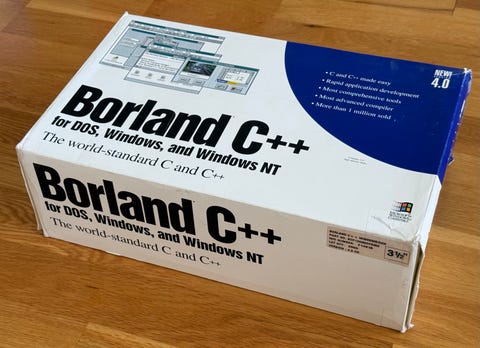 NEW!
4.0
• C and C++ made easy
• Rapid application development
• Most comprehensive tools
• Most advanced compiler
• More than 1 million sold
Borland C++
for DOS, Windows, and Windows NT
The world-standard C and C++
Borland C++
for DOS, Windows, and Windows NT
The world-standard C and C++
BORLAND C++
3½"